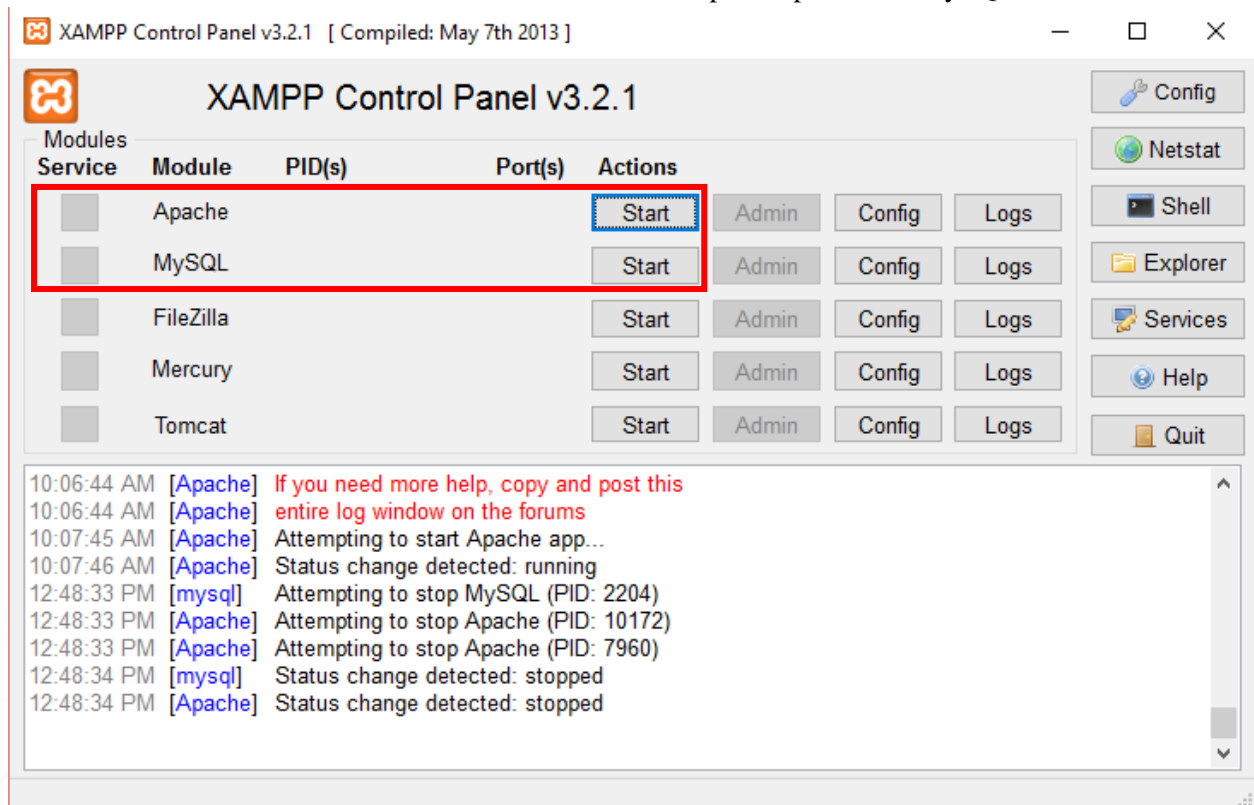 XAMPP Control Panel v3.2.1 [ Compiled: May 7th 2013 ]
XAMPP Control Panel v3.2.1
Config
Modules
Netstat
Service Module PID(s) Port(s) Actions
Apache Start Admin Config Logs
Shell
MySQL Start Admin Config Logs
Explorer
FileZilla Start Admin Config Logs
Services
Mercury Start Admin Config Logs
Help
Tomcat Start Admin Config Logs
Quit
10:06:44 AM [Apache] If you need more help, copy and post this
10:06:44 AM [Apache] entire log window on the forums
10:07:45 AM [Apache] Attempting to start Apache app...
10:07:46 AM [Apache] Status change detected: running
12:48:33 PM [mysql] Attempting to stop MySQL (PID: 2204)
12:48:33 PM [Apache] Attempting to stop Apache (PID: 10172)
12:48:33 PM [Apache] Attempting to stop Apache (PID: 7960)
12:48:34 PM [mysql] Status change detected: stopped
12:48:34 PM [Apache] Status change detected: stopped